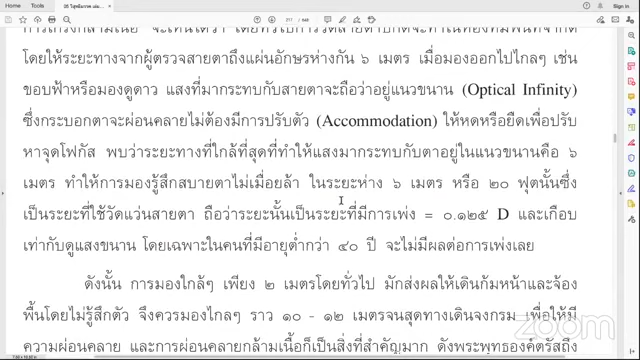 Home Tools Sign In
217 / 648
โดยให้ระยะทางจากผู้ตรวจสายตาถึงแผ่นอักษรห่างกัน ๖ เมตร เมื่อมองออกไปไกลๆ เช่น
ขอบฟ้าหรือมองดูดาว แสงที่มากระทบกับสายตาจะถือว่าอยู่แนวขนาน (Optical Infinity)
ซึ่งกระบอกตาจะผ่อนคลายไม่ต้องมีการปรับตัว (Accommodation) ให้หดหรือยืดเพื่อปรับ
หาจุดโฟกัส พบว่าระยะทางที่ใกล้ที่สุดที่ทำให้แสงมากระทบกับตาอยู่ในแนวขนานคือ ๖
เมตร ทำให้การมองรู้สึกสบายตาไม่เมื่อยล้า ในระยะห่าง ๖ เมตร หรือ ๒๐ ฟุตนั้นซึ่ง
เป็นระยะที่ใช้วัดแว่นสายตา ถือว่าระยะนั้นเป็นระยะที่มีการเพ่ง = ๐.๑๒๕ D และเกือบ
เท่ากับดูแสงขนาน โดยเฉพาะในคนที่มีอายุต่ำกว่า ๔๐ ปี จะไม่มีผลต่อการเพ่งเลย
ดังนั้น การมองใกล้ๆ เพียง ๒ เมตรโดยทั่วไป มักส่งผลให้เดินก้มหน้าและจ้อง
พื้นโดยไม่รู้สึกตัว จึงควรมองไกลๆ ราว ๑๐ - ๑๒ เมตรจนสุดทางเดินจงกรม เพื่อให้มี
ความผ่อนคลาย และการผ่อนคลายกล้ามเนื้อก็เป็นสิ่งที่สำคัญมาก ดังพระพุทธองค์ตรัสถึง
zoom